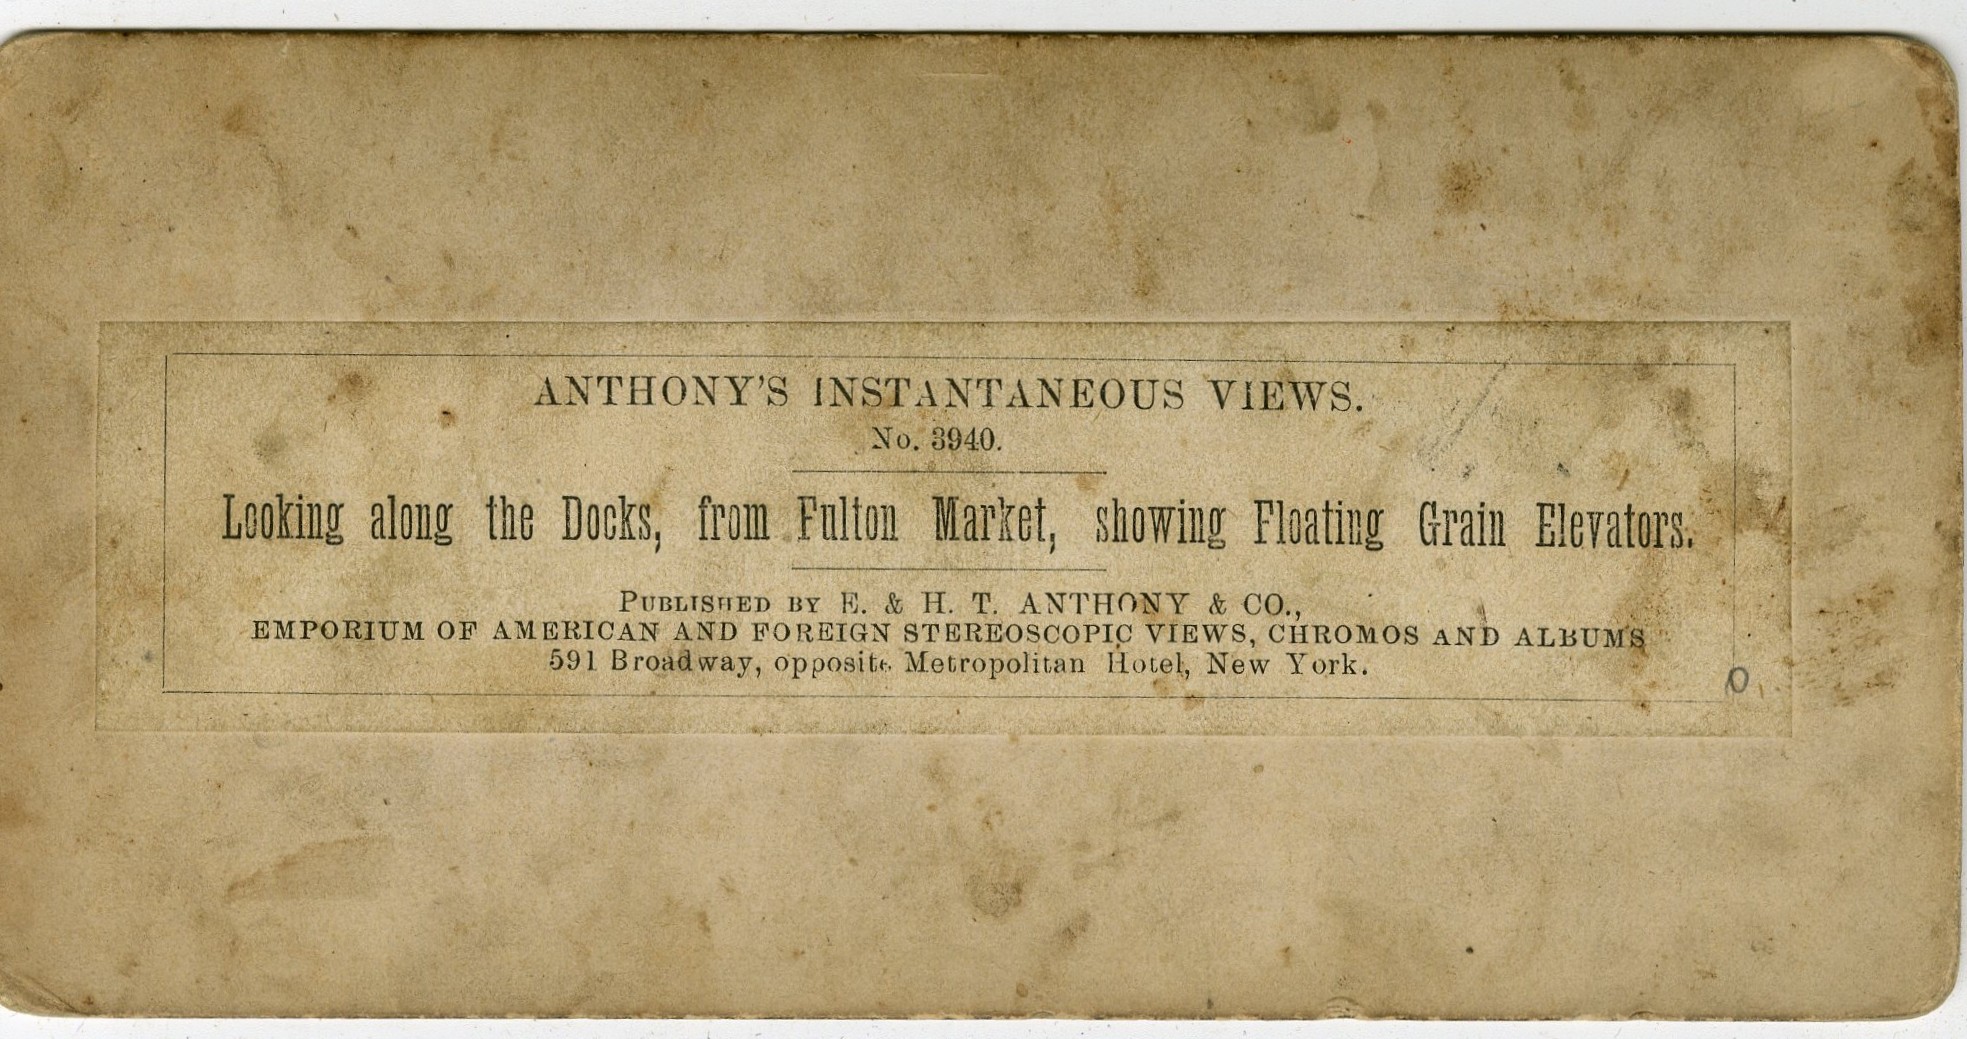 ANTHONY'S INSTANTANEOUS VIEWS.
No. 3940.
Looking along the Docks, from Fulton Market, showing Floating Grain Elevators.
PUBLISHED BY E. & H. T. ANTHONY & CO.,
EMPORIUM OF AMERICAN AND FOREIGN STEREOSCOPIC VIEWS, CHROMOS AND ALBUMS
591 Broadway, opposite Metropolitan Hotel, New York.
0